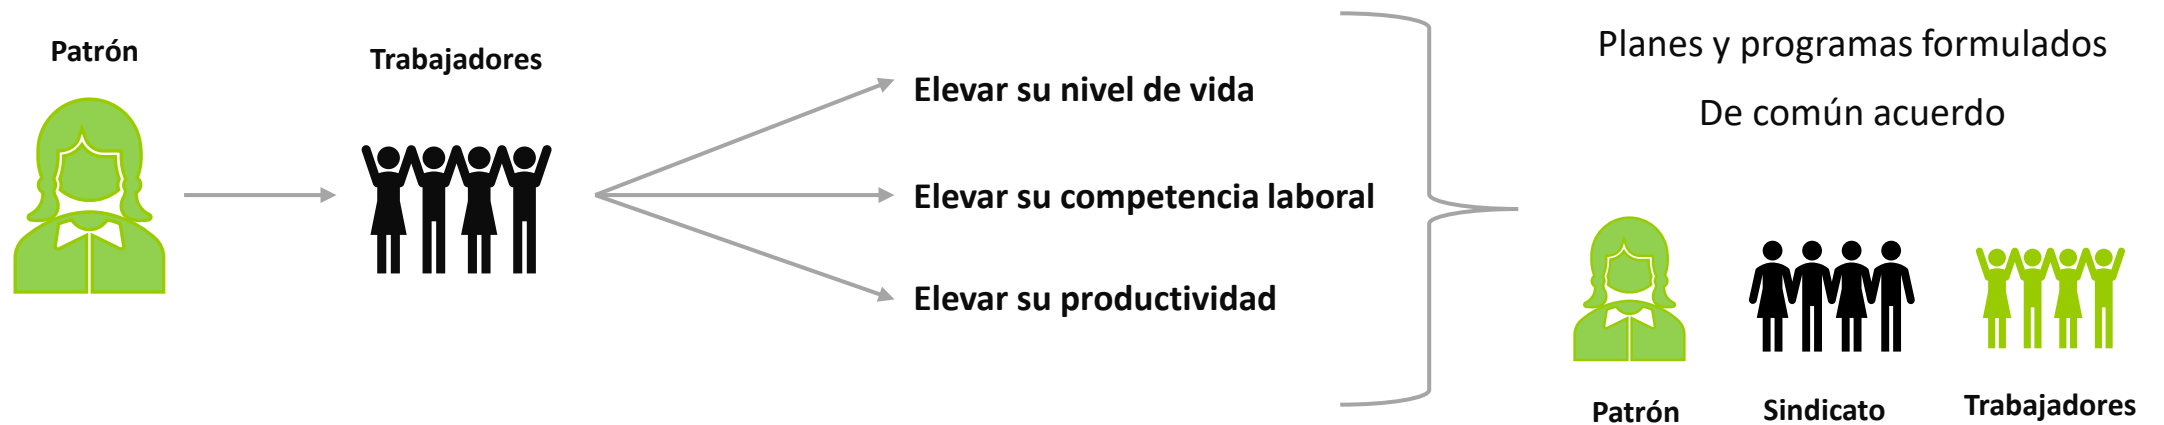 Patrón
Trabajadores
Elevar su nivel de vida
Elevar su competencia laboral
Elevar su productividad
Planes y programas formulados
De común acuerdo
Patrón
Sindicato
Trabajadores